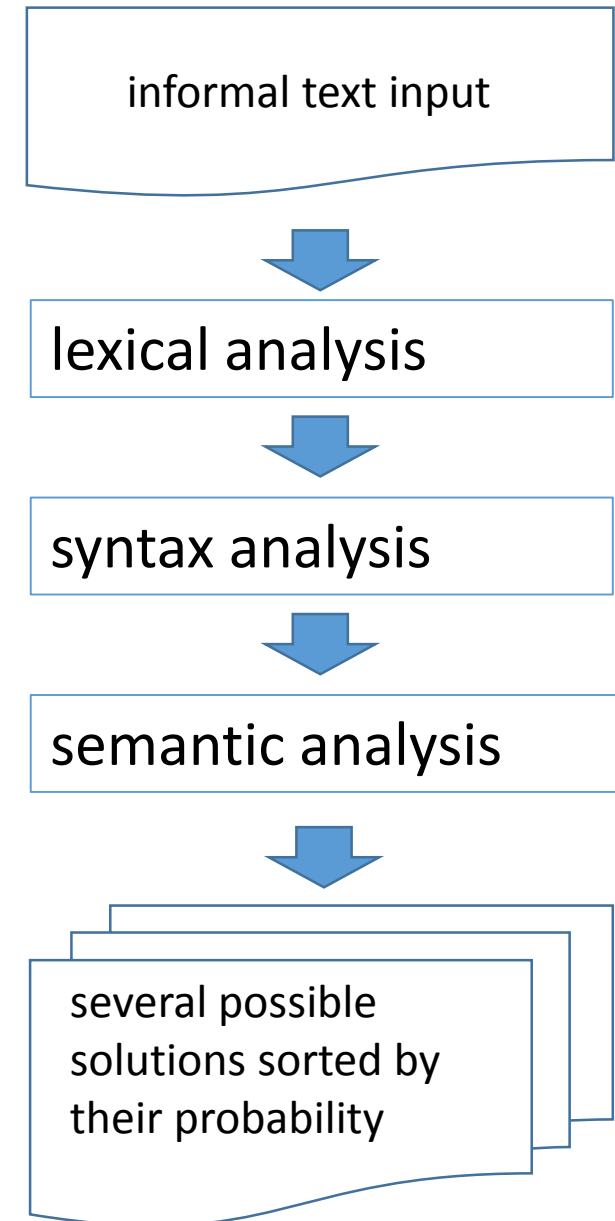 informal text input
lexical analysis
syntax analysis
semantic analysis
several possible
solutions sorted by
their probability